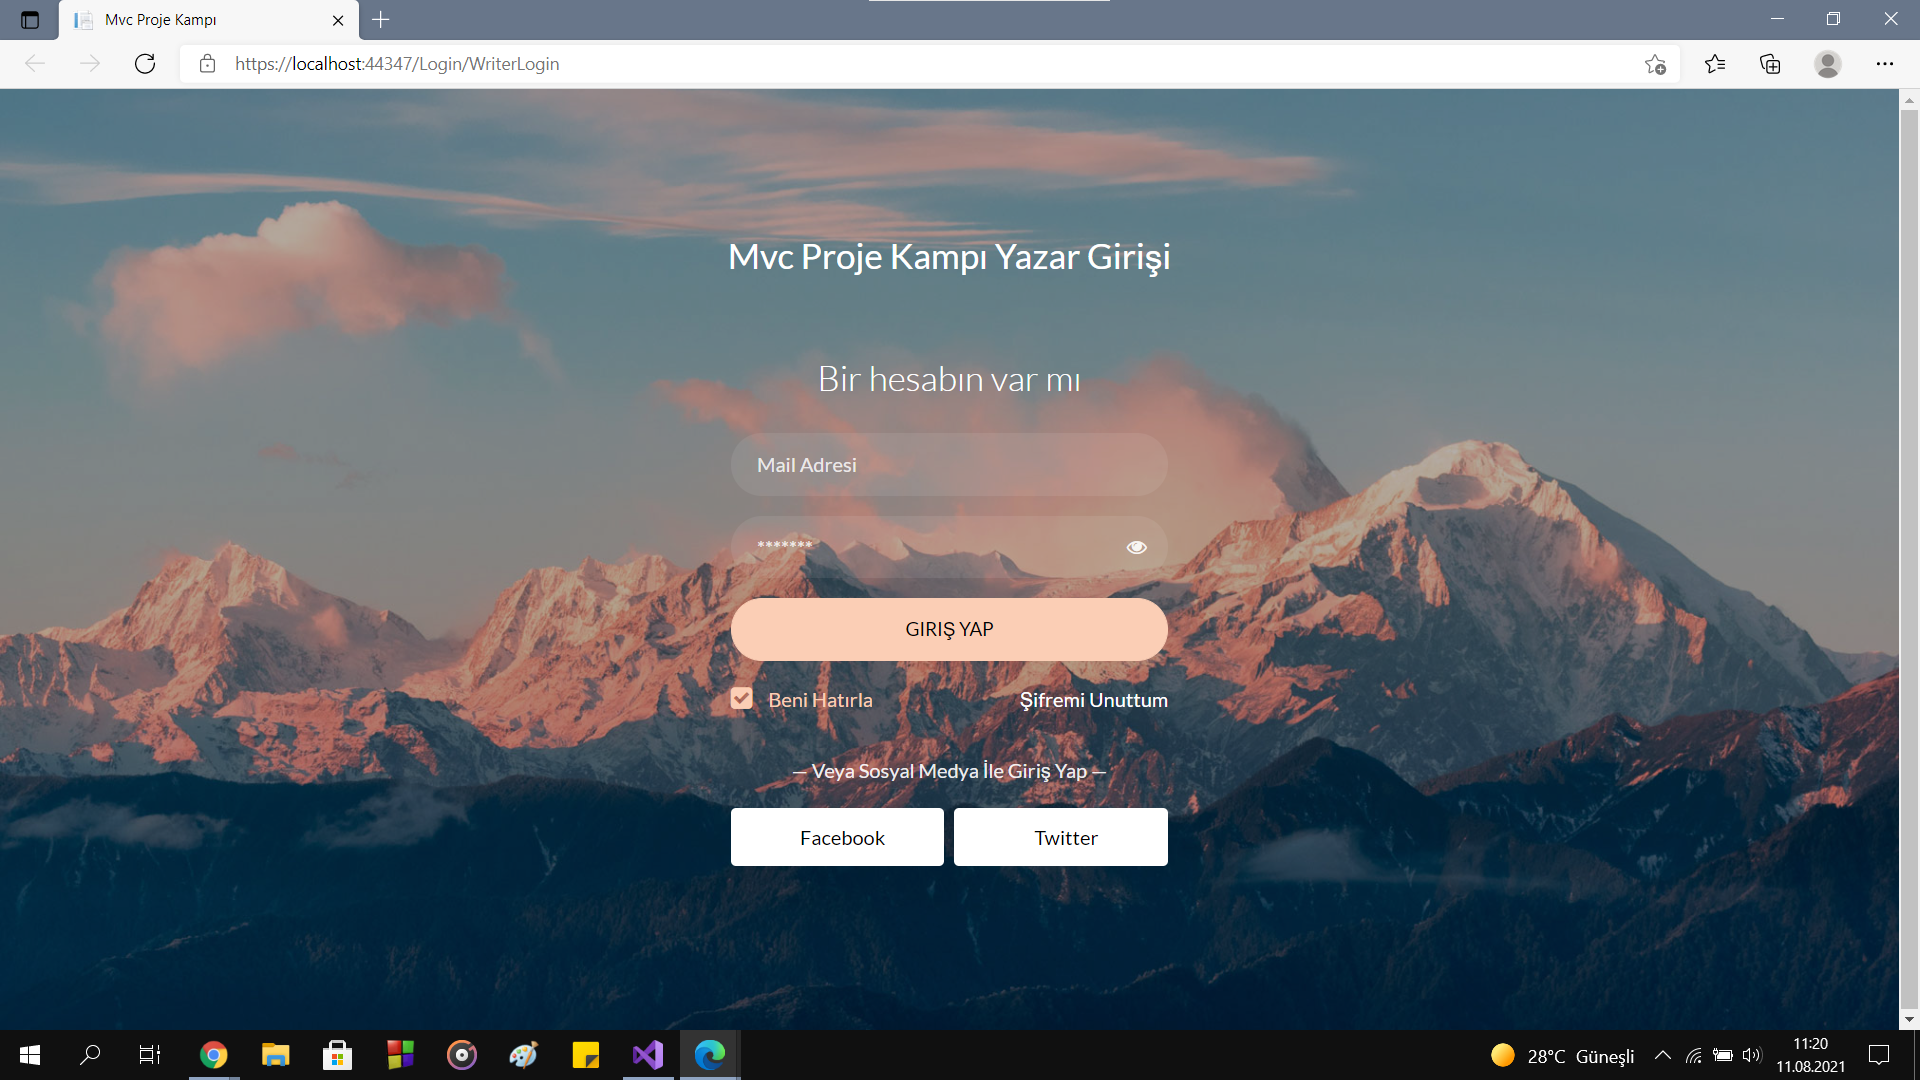 Mvc Proje Kampı
https://localhost:44347/Login/WriterLogin
Mvc Proje Kampı Yazar Girişi
Bir hesabın var mı
Mail Adresi
*******
GIRIŞ YAP
Beni Hatırla
Şifremi Unuttum
— Veya Sosyal Medya İle Giriş Yap —
Facebook
Twitter
28°C Güneşli
11:20
11.08.2021